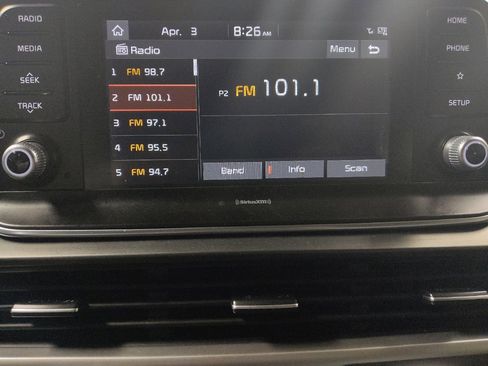 RADIO
MEDIA
SEEK
TRACK
Apr. 3 8:26 AM
Radio Menu
1 FM 98.7
2 FM 101.1
3 FM 97.1
4 FM 95.5
5 FM 94.7
P2 FM 101.1
Band Info Scan
HOME
PHONE
SETUP
SiriusXM